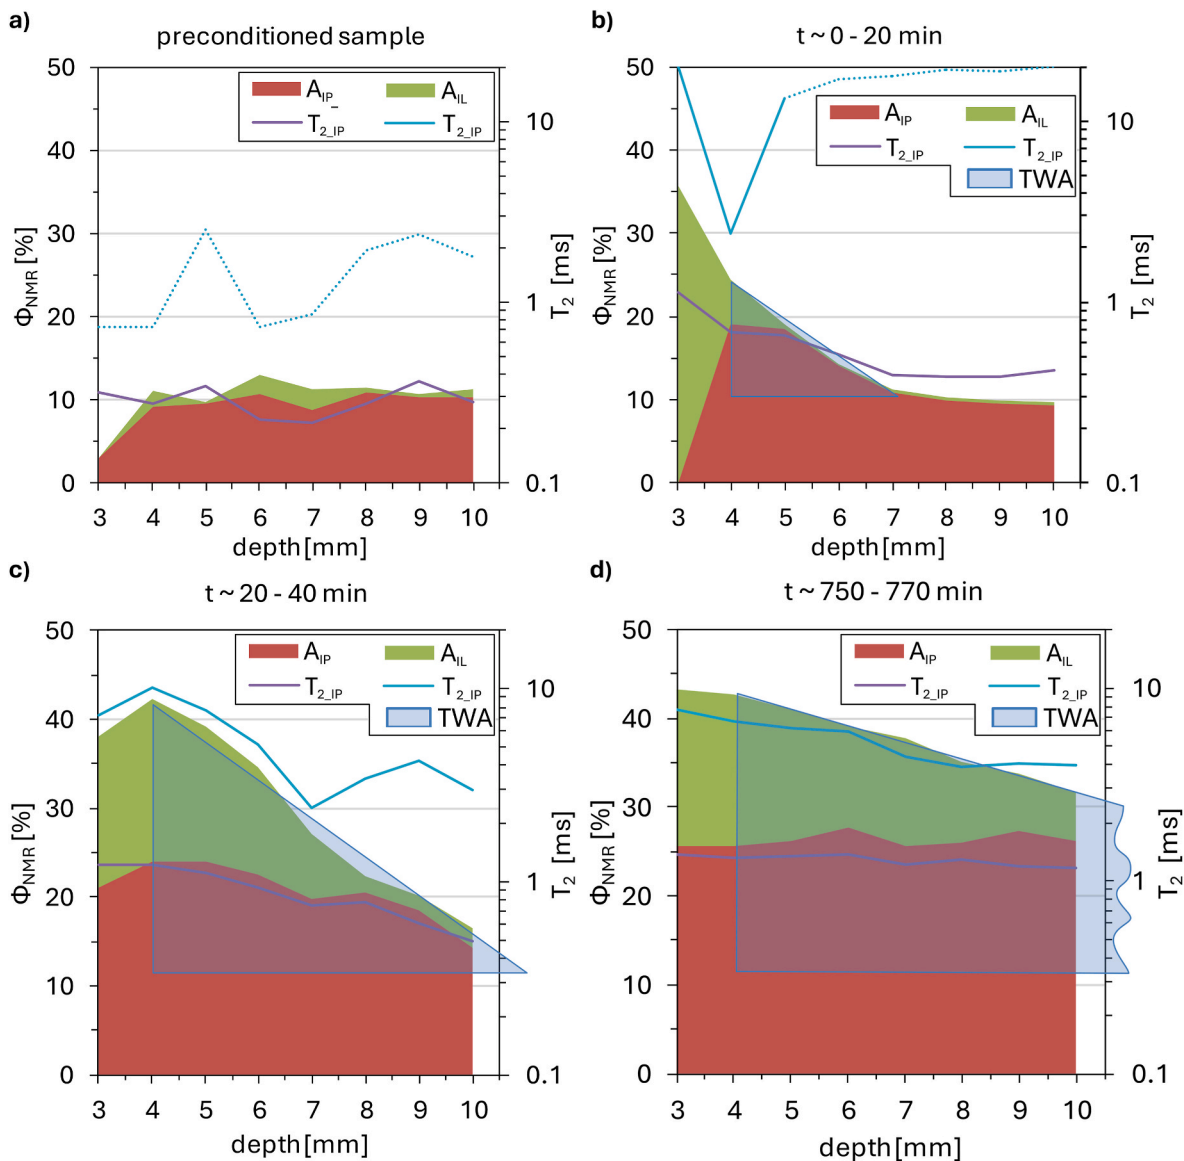 a)
preconditioned sample
A_IP_
A_IL
T_2_IP
T_2_IP
50
40
30
20
10
0
Φ_NMR [%]
10
1
0.1
T_2 [ms]
3 4 5 6 7 8 9 10
depth[mm]
b)
t ~ 0 - 20 min
A_IP
A_IL
T_2_IP
T_2_IP
TWA
50
40
30
20
10
0
Φ_NMR [%]
10
1
0.1
T_2 [ms]
3 4 5 6 7 8 9 10
depth[mm]
c)
t ~ 20 - 40 min
A_IP
A_IL
T_2_IP
T_2_IP
TWA
50
40
30
20
10
0
Φ_NMR [%]
10
1
0.1
T_2 [ms]
3 4 5 6 7 8 9 10
depth[mm]
d)
t ~ 750 - 770 min
A_IP
A_IL
T_2_IP
T_2_IP
TWA
50
40
30
20
10
0
Φ_NMR [%]
10
1
0.1
T_2 [ms]
3 4 5 6 7 8 9 10
depth[mm]